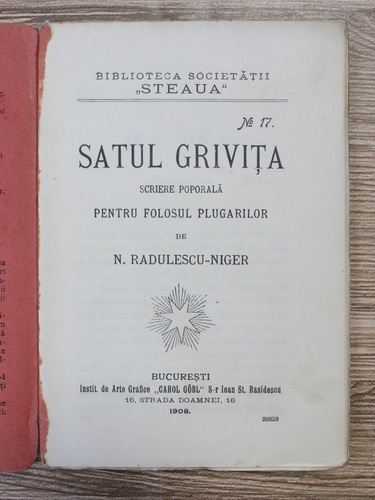 BIBLIOTECA SOCIETĂȚII
„STEAUA“
№ 17.
SATUL GRIVIȚA
SCRIERE POPORALĂ
PENTRU FOLOSUL PLUGARILOR
DE
N. RADULESCU-NIGER
BUCUREȘTI
Instit. de Arte Grafice „CAROL GÖBL“ S-r Ioan St. Rasidescu
16, STRADA DOAMNEI, 16
1908.
20859